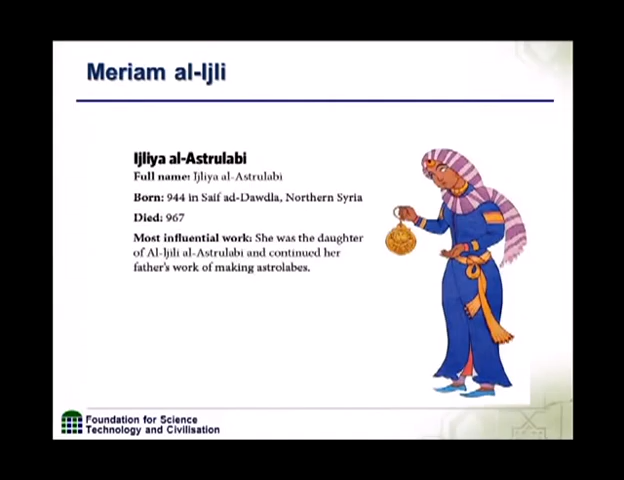 Meriam al-Ijli
Ijliya al-Astrulabi
Full name: Ijliya al-Astrulabi
Born: 944 in Saif ad-Dawdla, Northern Syria
Died: 967
Most influential work: She was the daughter
of Al-Ijili al-Astrulabi and continued her
father's work of making astrolabes.
Foundation for Science
Technology and Civilisation